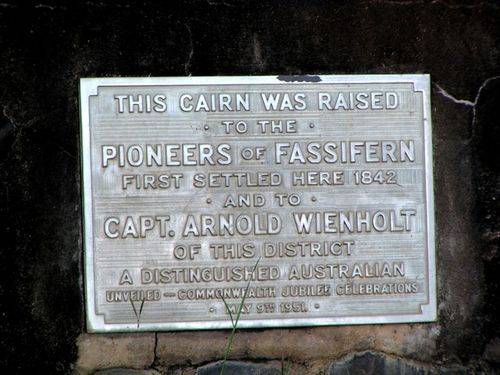 THIS CAIRN WAS RAISED
· TO THE ·
PIONEERS OF FASSIFERN
FIRST SETTLED HERE 1842
· AND TO ·
CAPT. ARNOLD WIENHOLT
OF THIS DISTRICT
A DISTINGUISHED AUSTRALIAN
UNVEILED — COMMONWEALTH JUBILEE CELEBRATIONS
· MAY 9TH 1951. ·